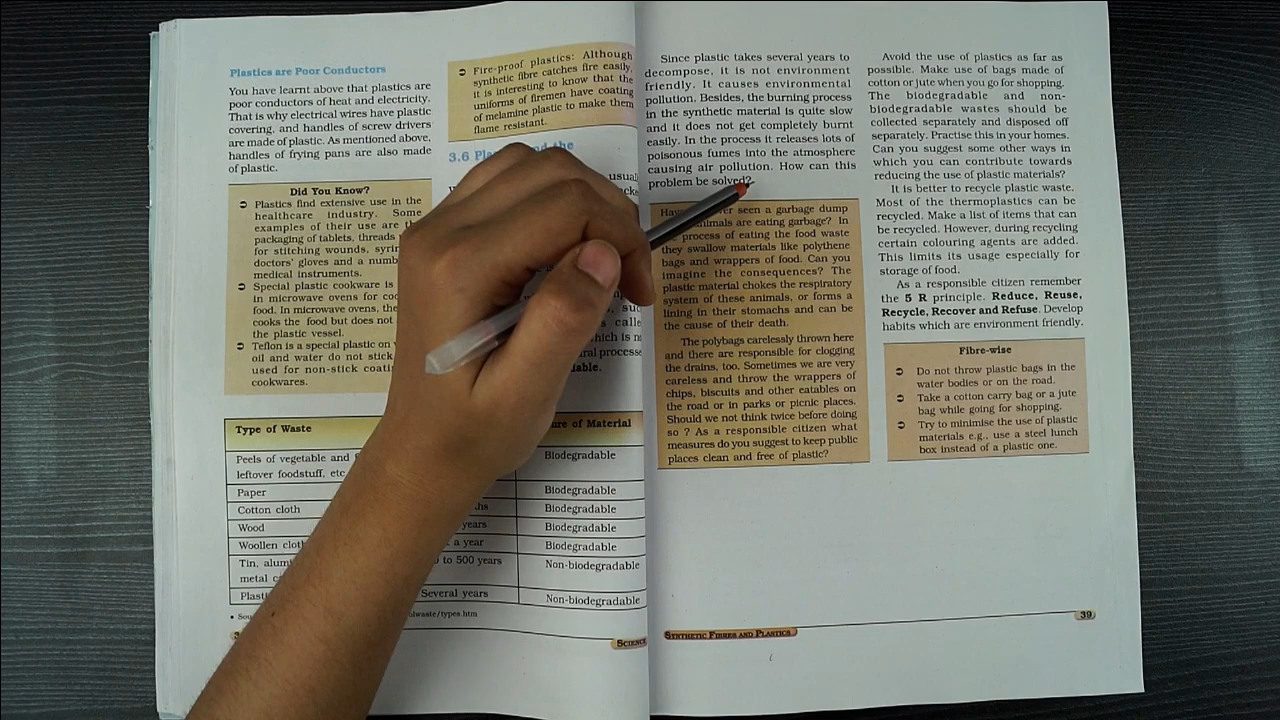 Plastics are Poor Conductors
You have learnt above that plastics are
poor conductors of heat and electricity.
That is why electrical wires have plastic
covering, and handles of screw drivers
are made of plastic. As mentioned above,
handles of frying pans are also made
of plastic.
Did You Know?
Plastics find extensive use in the
healthcare industry. Some
examples of their use are the
packaging of tablets, threads
for stitching wounds,
doctors' gloves and a
medical instruments.
Special plastic cookware is
in microwave ovens for
food. In microwave ovens, the
cooks the food but does not
the plastic vessel.
Teflon is a special plastic on
oil and water do not stick.
used for non-stick
cookwares.
Fire-proof plastics: Although
synthetic fibre catches fire easily,
it is interesting to know that the
uniforms of firemen have coating
of melamine plastic to make them
flame resistant.
3.6 the
Type of Waste of Material
Peels of vegetable and Biodegradable
leftover foodstuff, etc.
Paper Biodegradable
Cotton cloth Biodegradable
Wood years Biodegradable
Woollen a year Biodegradable
Tin, to 500 years Non-biodegradable
metal
Several years Non-biodegradable
SCIENCE
Since plastic takes several years to
decompose, it is not environment
friendly. It causes environmental
pollution. Besides, the burning process
in the synthetic material is quite slow
and it does not get completely burnt
easily. In the process it releases lots of
poisonous fumes into the atmosphere
causing air pollution. How can this
problem be solved?
seen a garbage dump
animals are eating garbage? In
process of eating the food waste
they swallow materials like polythene
bags and wrappers of food. Can you
imagine the consequences? The
plastic material chokes the respiratory
system of these animals, or forms a
lining in their stomachs and can be
the cause of their death.
The polybags carelessly thrown here
and there are responsible for clogging
the drains, too. Sometimes we are very
careless and throw the wrappers of
chips, biscuits and other eatables on
the road or in parks or picnic places.
Should we not think twice before doing
so ? As a responsible citizen what
measures do you suggest to keep public
places clean and free of plastic?
Avoid the use of plastics as far as
possible. Make use of bags made of
cotton or jute when you go for shopping.
The biodegradable and non-
biodegradable wastes should be
collected separately and disposed off
separately. Practise this in your homes.
Can you suggest some other ways in
which you can contribute towards
reducing the use of plastic materials?
It is better to recycle plastic waste.
Most of the thermoplastics can be
recycled. Make a list of items that can
be recycled. However, during recycling
certain colouring agents are added.
This limits its usage especially for
storage of food.
As a responsible citizen remember
the 5 R principle. Reduce, Reuse,
Recycle, Recover and Refuse. Develop
habits which are environment friendly.
Fibre-wise
Do not throw plastic bags in the
water bodies or on the road.
Take a cotton carry bag or a jute
bag while going for shopping.
Try to minimise the use of plastic
materials e.g., use a steel lunch
box instead of a plastic one.
SYNTHETIC FIBRES AND PLASTICS
39